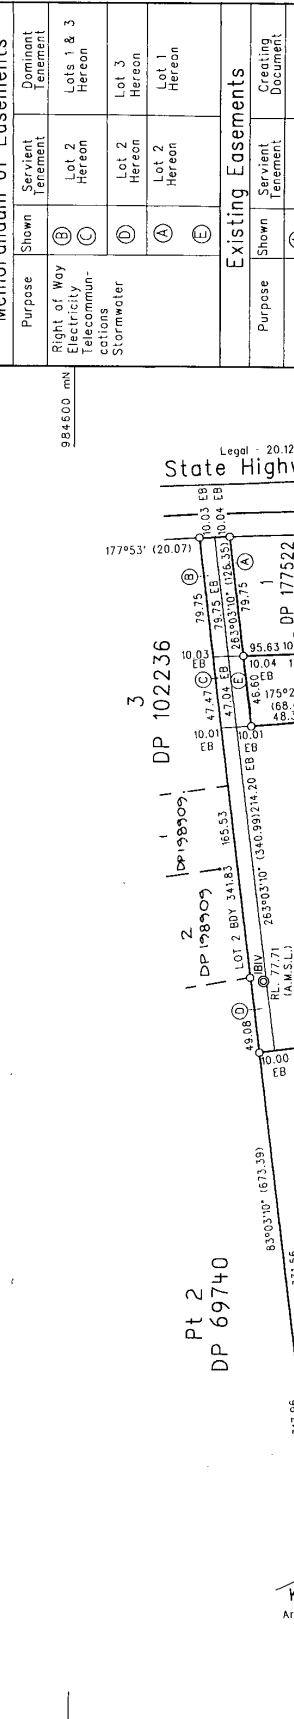 Memorandum of Easements
Purpose
Shown
Servient
Tenement
Dominant
Tenement
Right of Way
Electricity
Telecommun-
cations
Stormwater
B
C
Lot 2
Hereon
Lots 1 & 3
Hereon
D
Lot 2
Hereon
Lot 3
Hereon
A
E
Lot 2
Hereon
Lot 1
Hereon
Existing Easements
Purpose
Shown
Servient
Tenement
Creating
Document
984600 mN
Legal - 20.12
State Highw
10.03 EB
10.04 EB
177°53' (20.07)
B
79.75
79.75 EB
263°03'10" (126.35)
A
79.75
1
DP 177522
3
DP 102236
10.03
EB
95.63
10.04
EB
C
47.47
47.04 EB
E
46.60
175°2
(68.
48.3
10.01
EB
10.01
EB
1
DP198909
165.53
263°03'10" (340.99)
214.20 EB
2
DP198909
LOT 2 BDY 341.83
IBIV
RL. 77.71
(A.M.S.L.)
D
49.08
10.00
EB
83°03'10" (673.39)
Pt 2
DP 69740